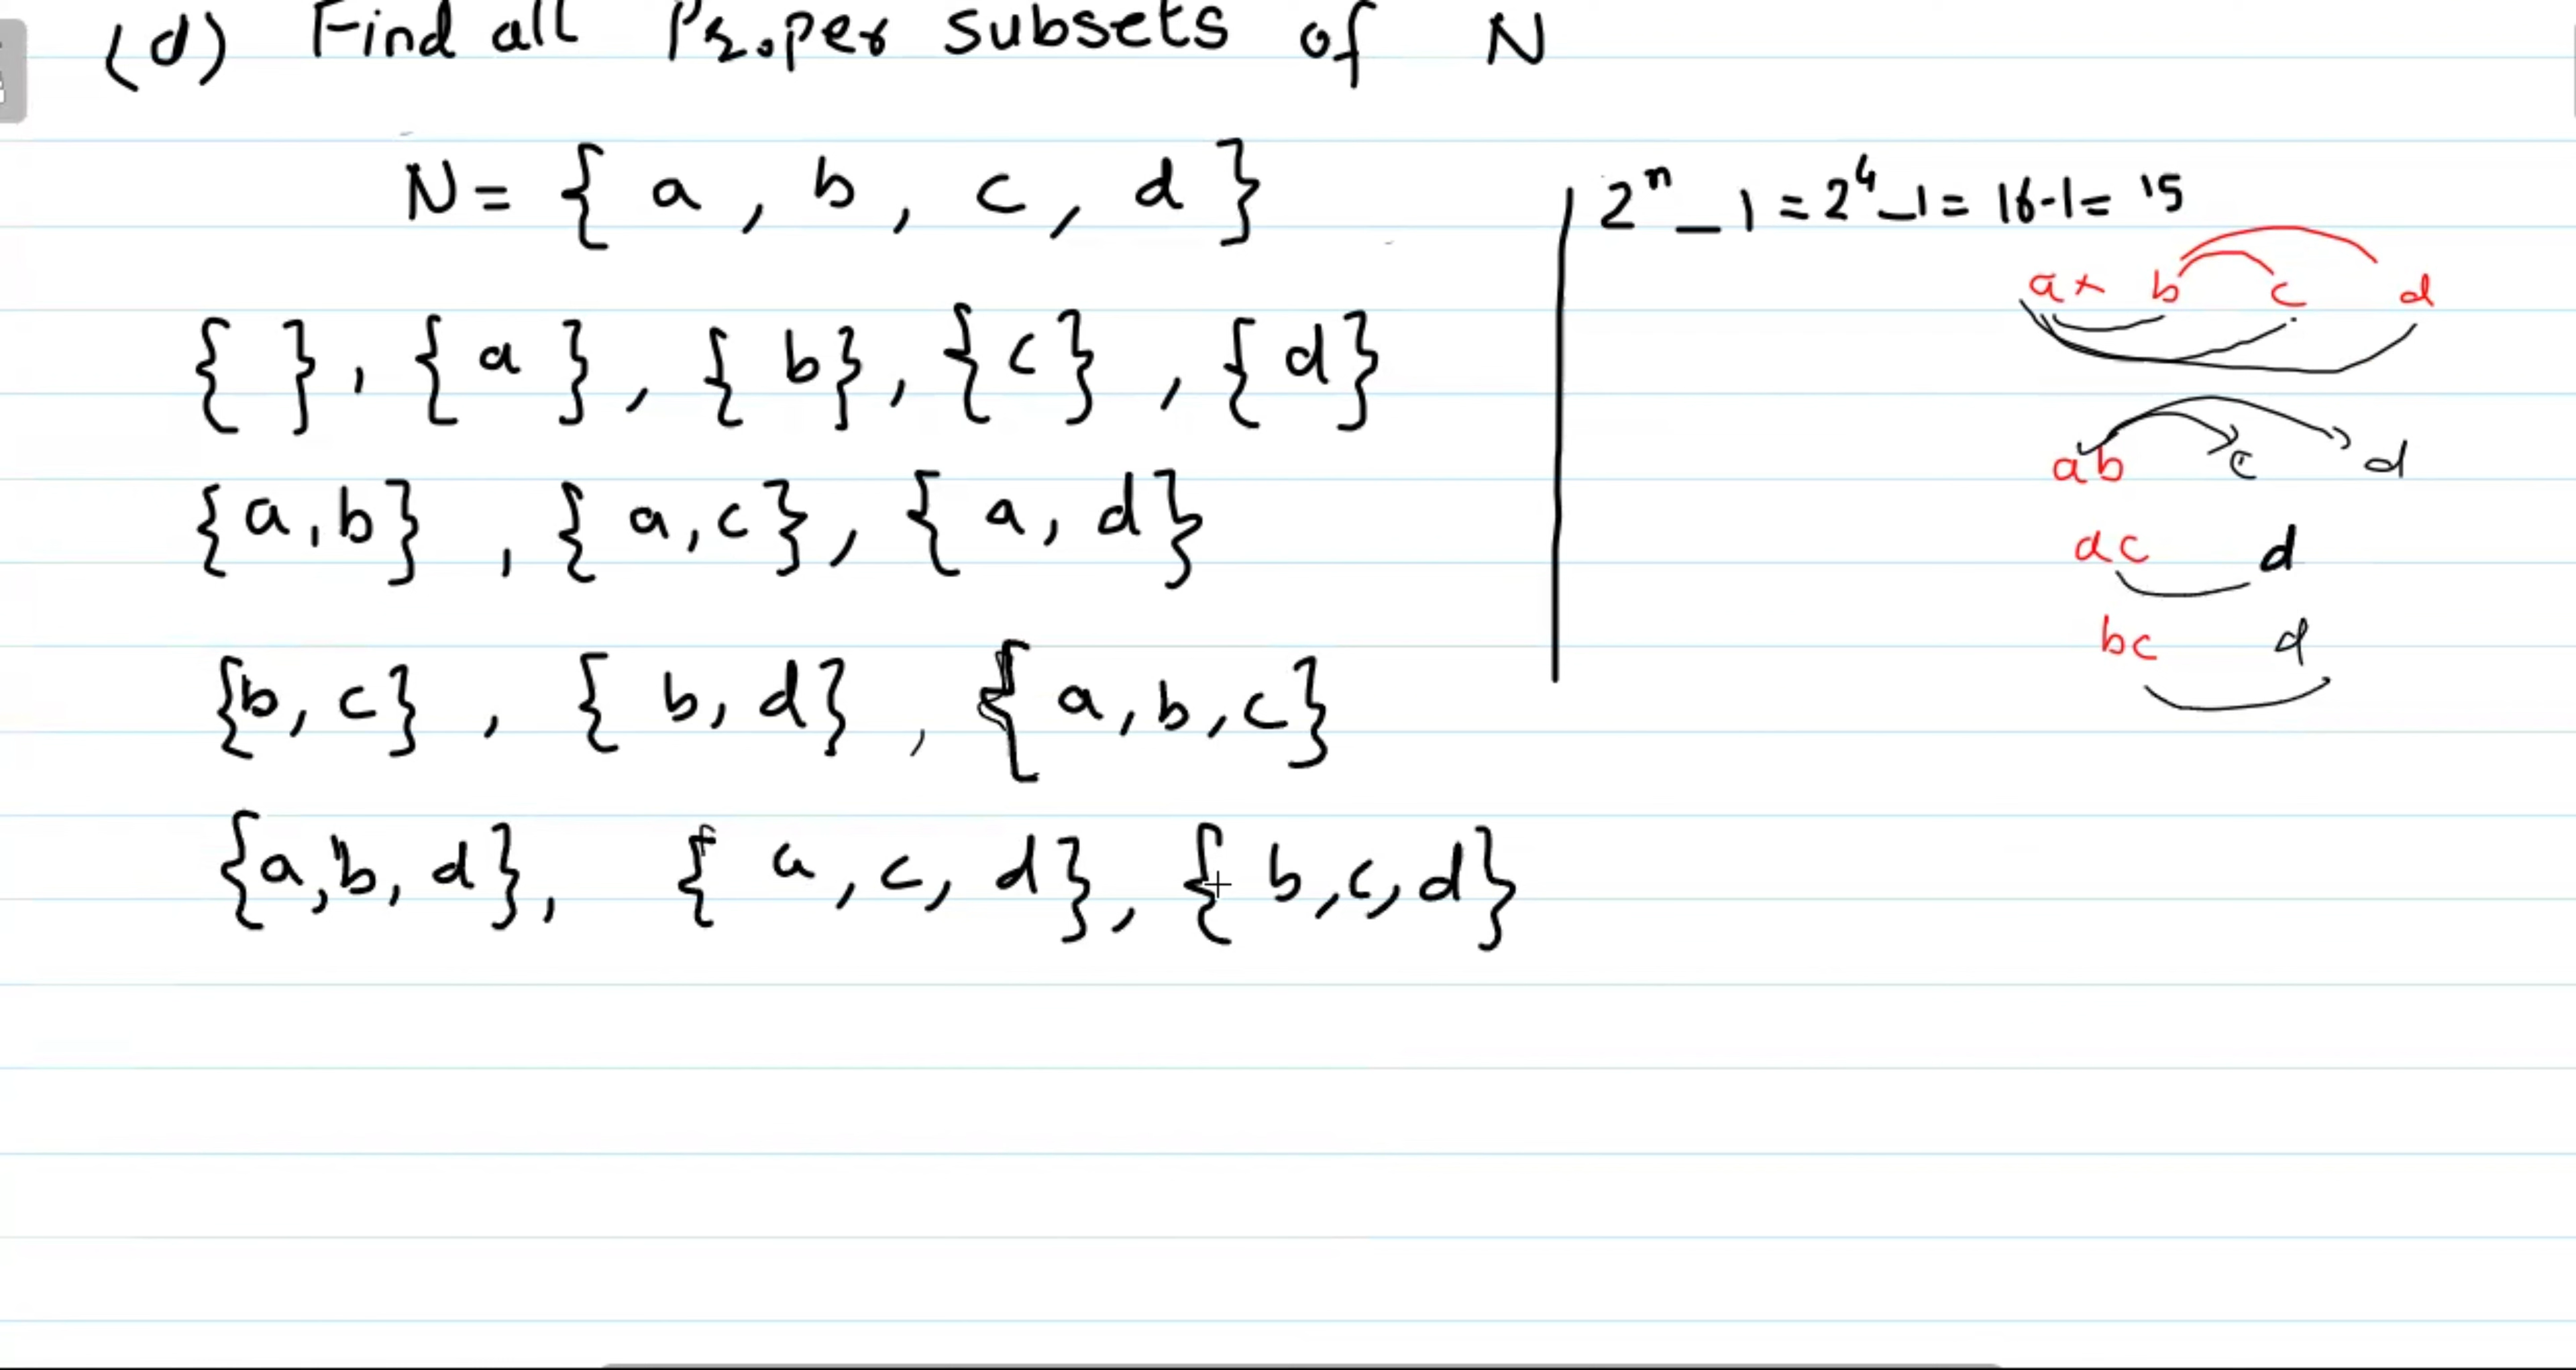 (d) Find all Proper subsets of N
N = { a , b , c , d }
{ } , { a } , { b } , { c } , { d }
{a,b} , { a,c} , { a, d}
{b, c} , { b, d} , { a, b, c}
{a,b, d}, { a, c, d}, { b,c,d}
2ⁿ - 1 = 2⁴ - 1 = 16-1 = 15
a × b c d
ab c d
ac d
bc d